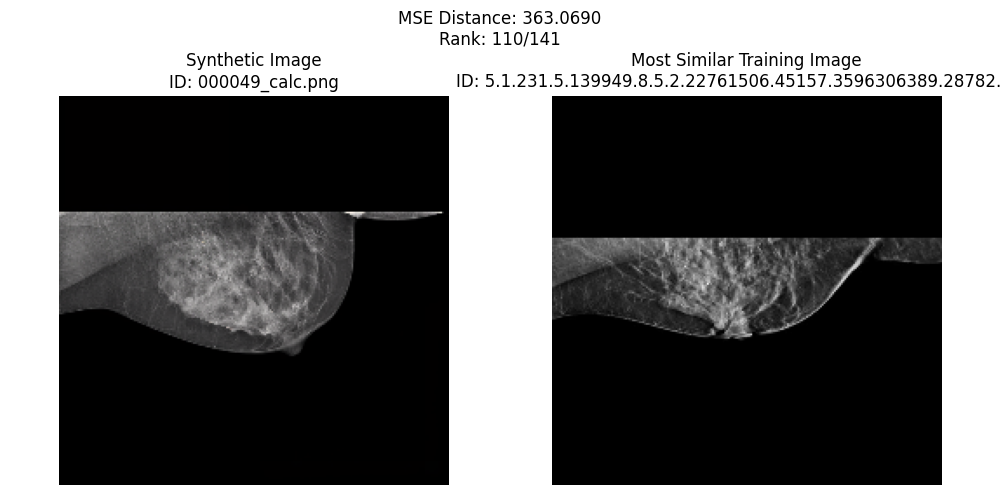 MSE Distance: 363.0690
Rank: 110/141
Synthetic Image
ID: 000049_calc.png
Most Similar Training Image
ID: 5.1.231.5.139949.8.5.2.22761506.45157.3596306389.28782.